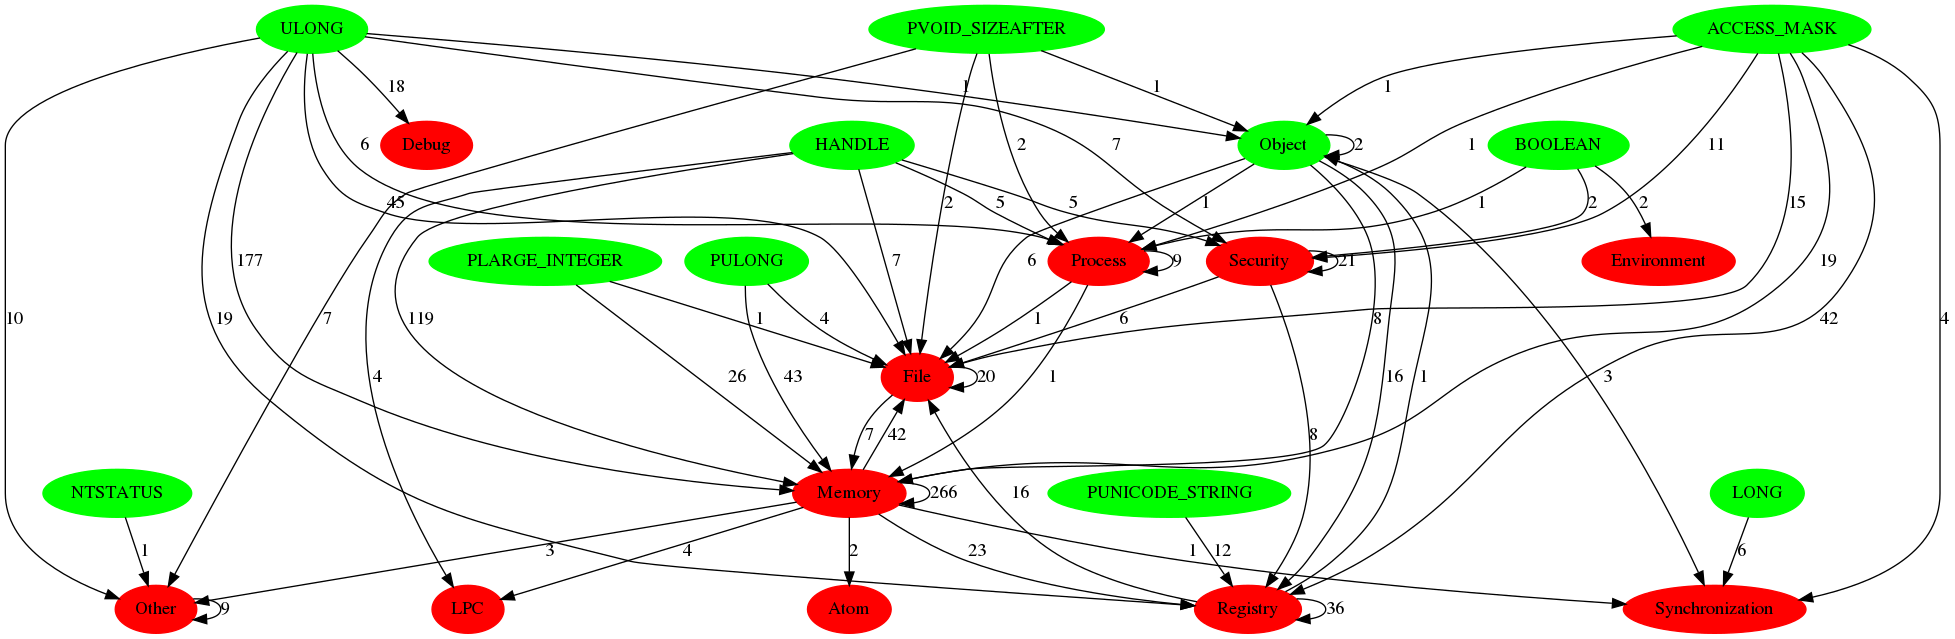 ULONG PVOID_SIZEAFTER ACCESS_MASK
18 1 1 1
Debug HANDLE Object 2 BOOLEAN
6 2 7 1 11
45 2 5 5 1 1 2 2 15
PLARGE_INTEGER PULONG Process 9 Security 21 Environment
177 119 7 6 19
10 19 7 4 1 4 1 6 8 42 4
File 20
26 43 1 16 1 3
7 42 8
NTSTATUS Memory 266 PUNICODE_STRING LONG
16
1 3 4 2 23 1 12 6
Other 9 LPC Atom Registry 36 Synchronization